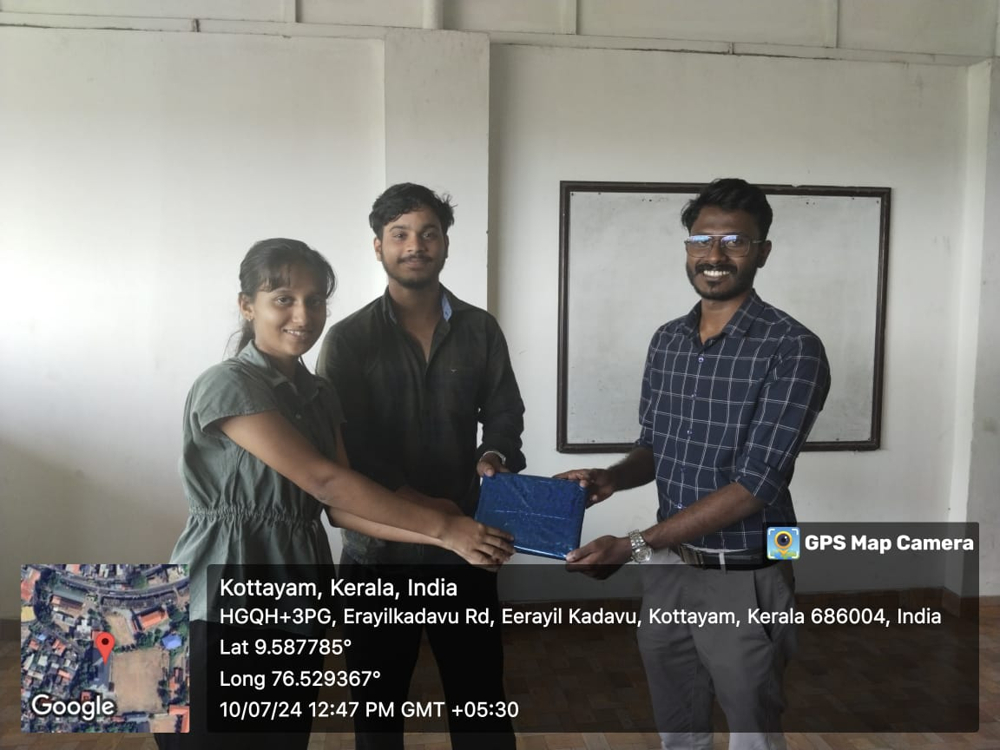 GPS Map Camera
Kottayam, Kerala, India
HGQH+3PG, Erayilkadavu Rd, Eerayil Kadavu, Kottayam, Kerala 686004, India
Lat 9.587785°
Long 76.529367°
10/07/24 12:47 PM GMT +05:30
Google